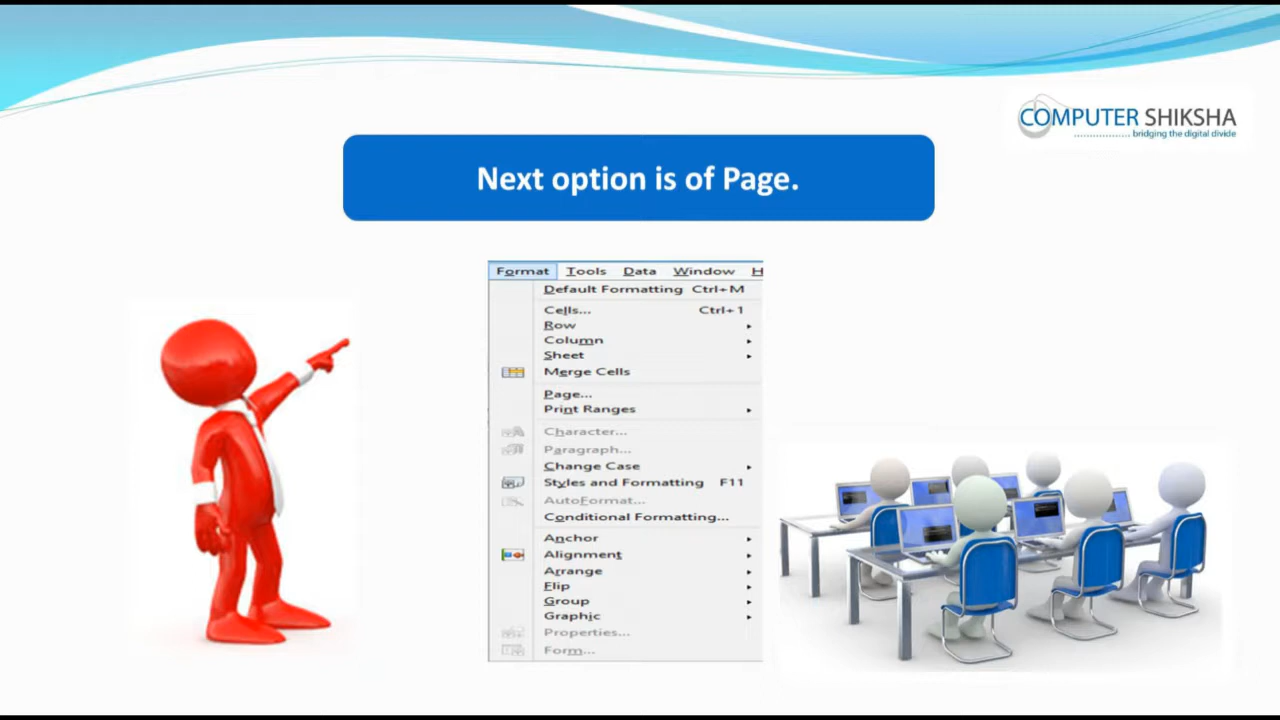 COMPUTER SHIKSHA
bridging the digital divide
Next option is of Page.
Format Tools Data Window H
Default Formatting Ctrl+M
Cells... Ctrl+1
Row
Column
Sheet
Merge Cells
Page...
Print Ranges
Character...
Paragraph...
Change Case
Styles and Formatting F11
AutoFormat...
Conditional Formatting...
Anchor
Alignment
Arrange
Flip
Group
Graphic
Properties...
Form...